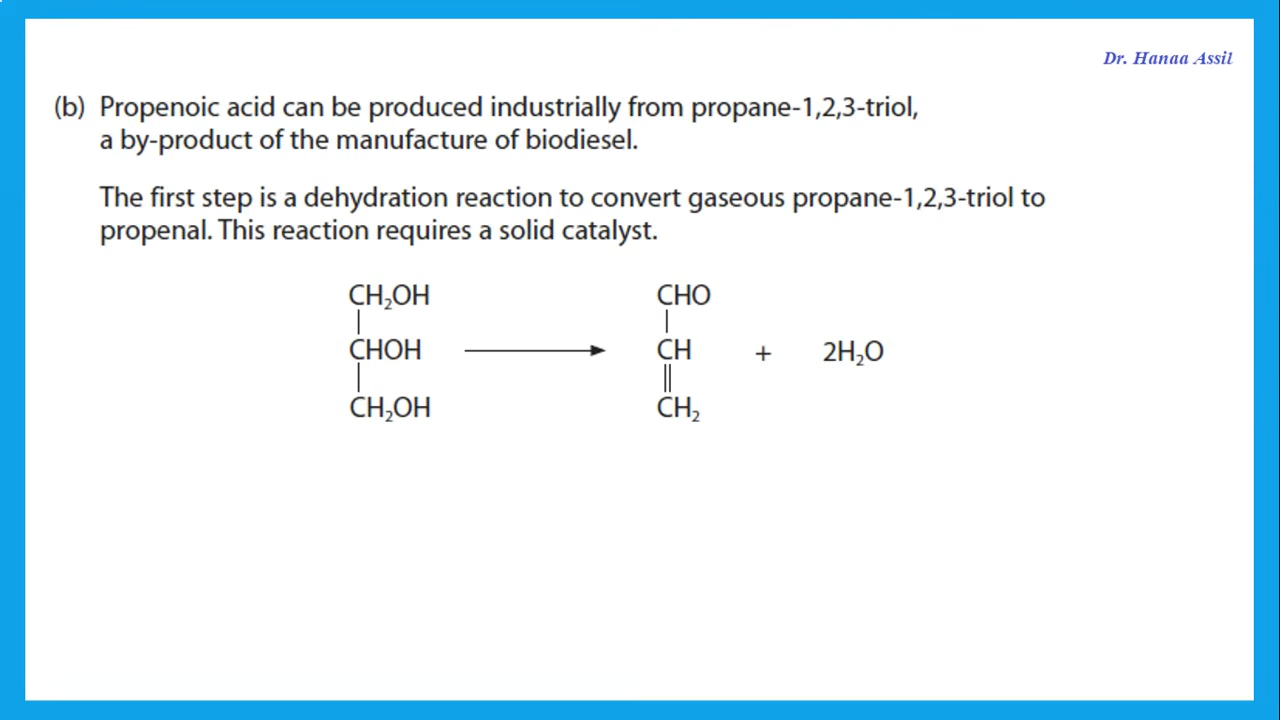 Dr. Hanaa Assil
(b) Propenoic acid can be produced industrially from propane-1,2,3-triol,
a by-product of the manufacture of biodiesel.
The first step is a dehydration reaction to convert gaseous propane-1,2,3-triol to
propenal. This reaction requires a solid catalyst.
CH₂OH CHO
CHOH CH + 2H₂O
CH₂OH CH₂